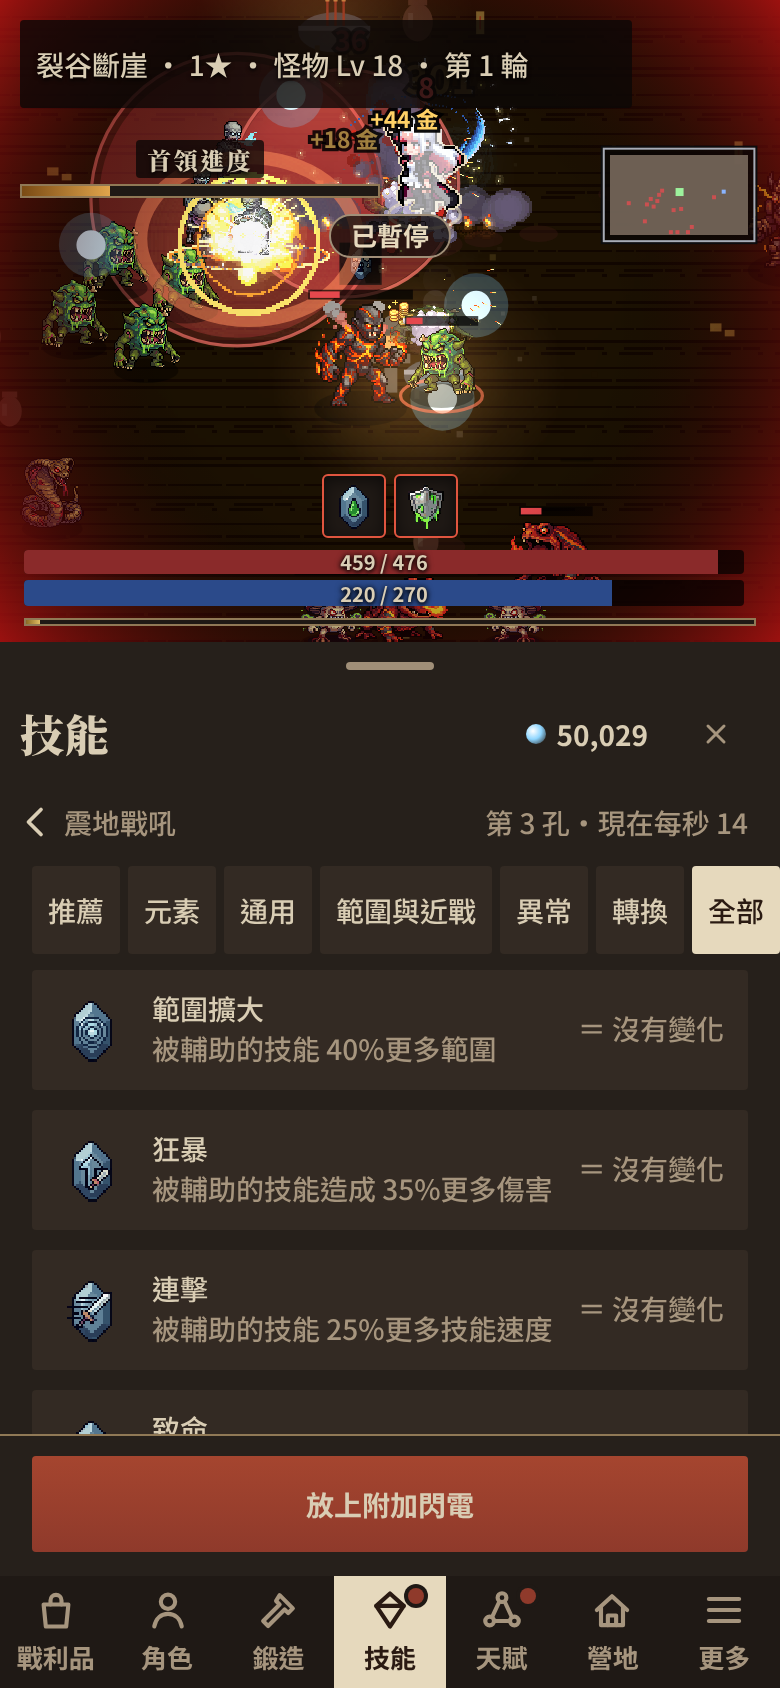 裂谷斷崖 · 1★ · 怪物 Lv 18 · 第 1 輪
+44 金
+18 金
首領進度
已暫停
459 / 476
220 / 270
技能
50,029
震地戰吼
第 3 孔·現在每秒 14
推薦
元素
通用
範圍與近戰
異常
轉換
全部
範圍擴大
被輔助的技能 40%更多範圍
＝ 沒有變化
狂暴
被輔助的技能造成 35%更多傷害
＝ 沒有變化
連擊
被輔助的技能 25%更多技能速度
＝ 沒有變化
致命
放上附加閃電
戰利品
角色
鍛造
技能
天賦
營地
更多